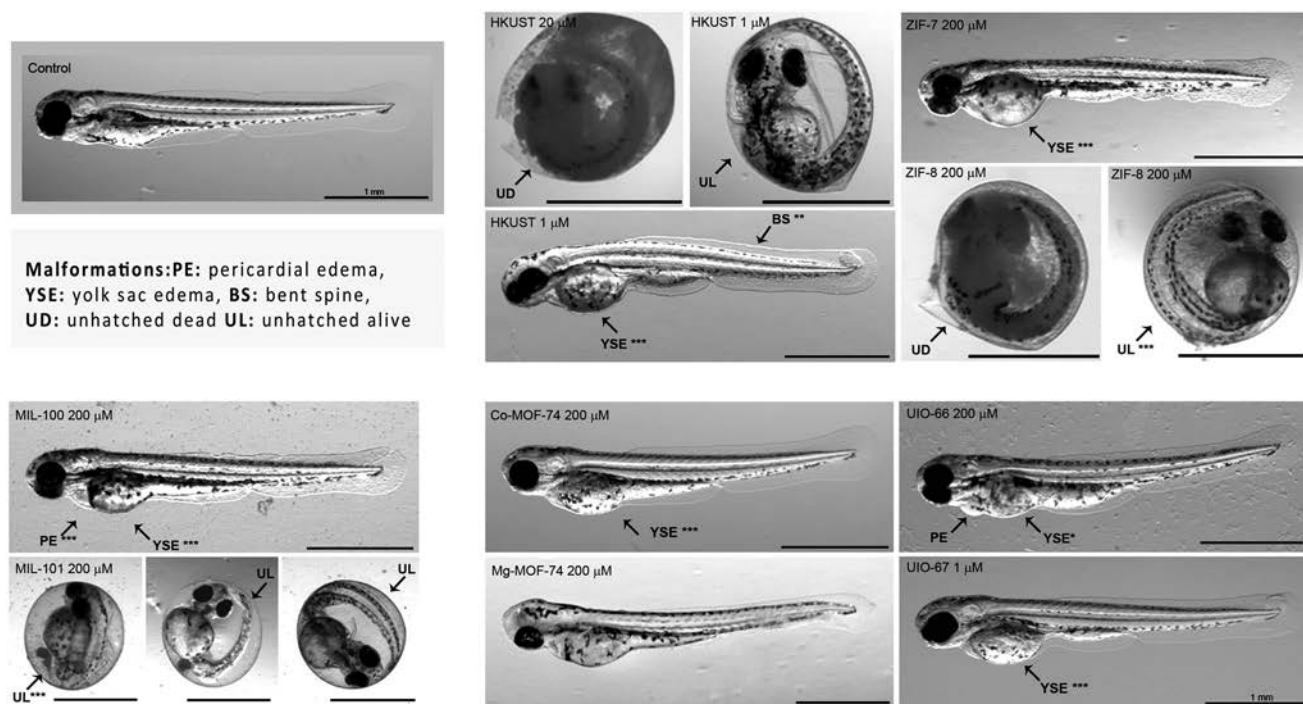 Control
1 mm
Malformations:PE: pericardial edema,
YSE: yolk sac edema, BS: bent spine,
UD: unhatched dead UL: unhatched alive
HKUST 20 µM
UD
HKUST 1 µM
UL
HKUST 1 µM
BS **
YSE ***
ZIF-7 200 µM
YSE ***
ZIF-8 200 µM
UD
ZIF-8 200 µM
UL ***
MIL-100 200 µM
PE ***
YSE ***
MIL-101 200 µM
UL***
UL
UL
Co-MOF-74 200 µM
YSE ***
Mg-MOF-74 200 µM
UIO-66 200 µM
PE
YSE*
UIO-67 1 µM
YSE ***
1 mm